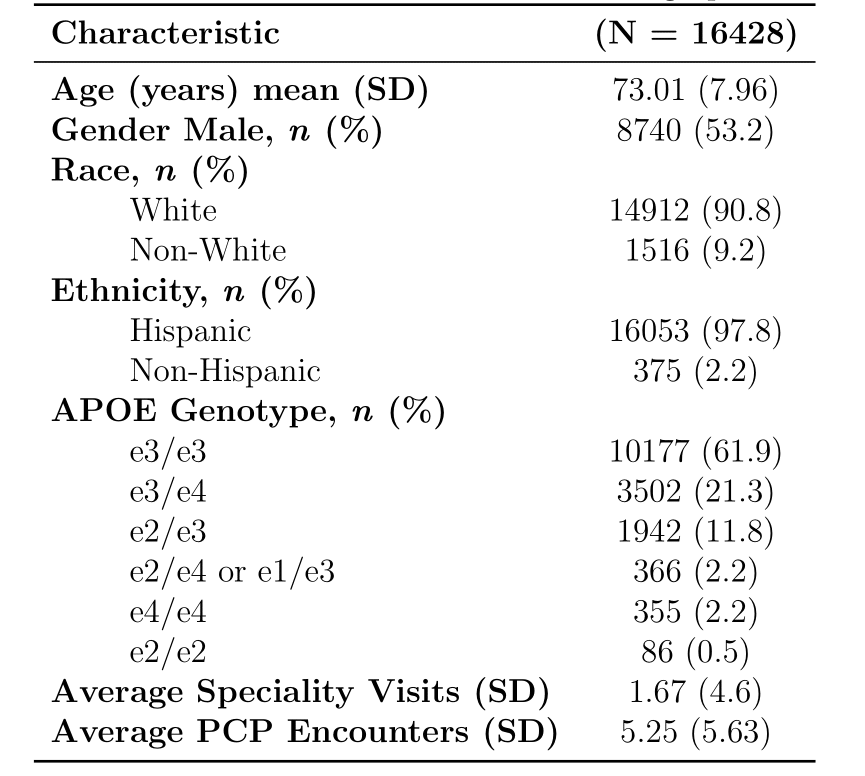 Characteristic (N = 16428)
Age (years) mean (SD) 73.01 (7.96)
Gender Male, n (%) 8740 (53.2)
Race, n (%)
White 14912 (90.8)
Non-White 1516 (9.2)
Ethnicity, n (%)
Hispanic 16053 (97.8)
Non-Hispanic 375 (2.2)
APOE Genotype, n (%)
e3/e3 10177 (61.9)
e3/e4 3502 (21.3)
e2/e3 1942 (11.8)
e2/e4 or e1/e3 366 (2.2)
e4/e4 355 (2.2)
e2/e2 86 (0.5)
Average Speciality Visits (SD) 1.67 (4.6)
Average PCP Encounters (SD) 5.25 (5.63)